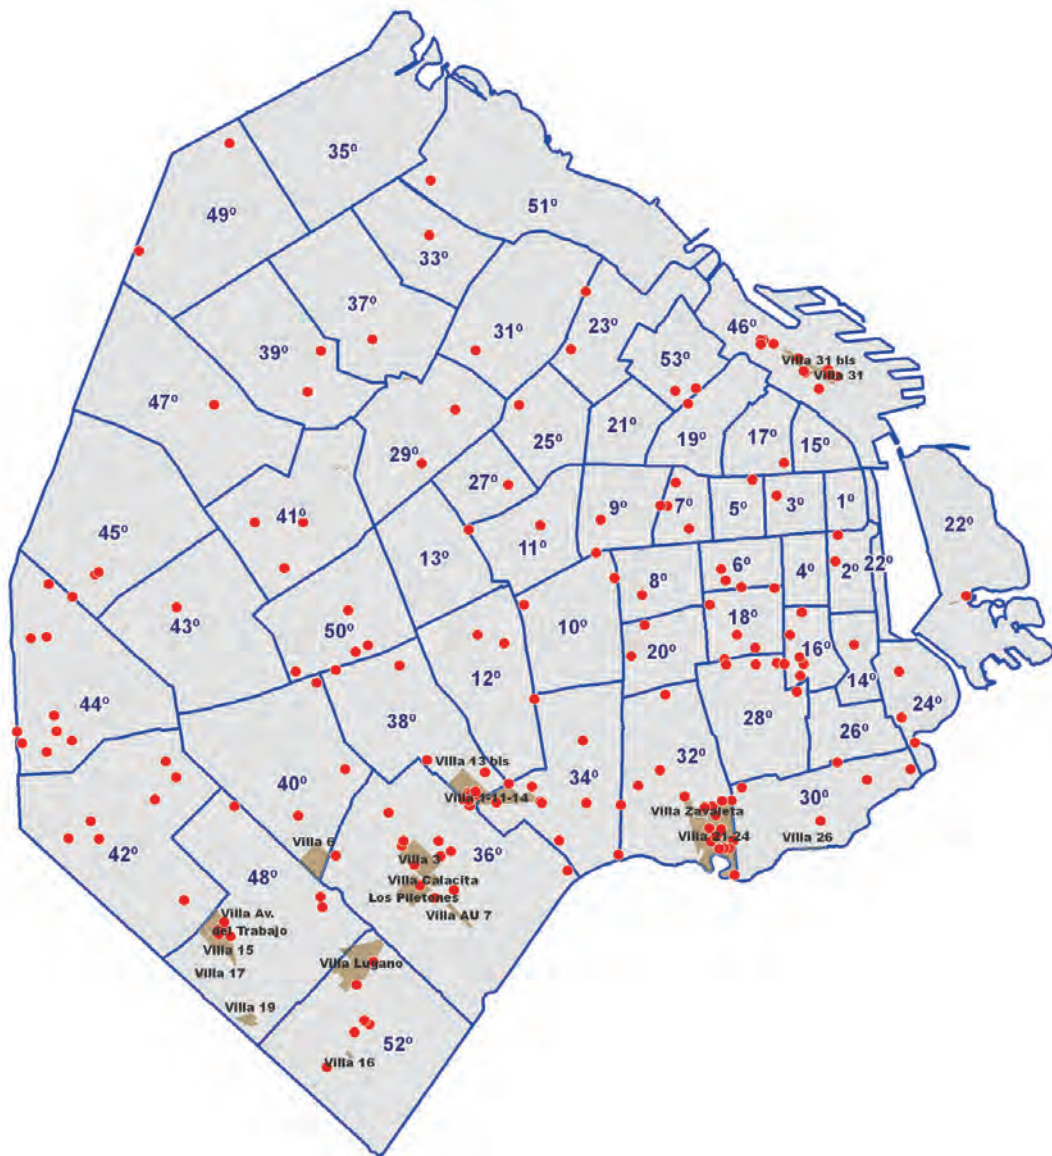 35º
49º
51º
33º
37º
46º
31º
23º
39º
53º
Villa 31 bis
Villa 31
47º
21º
25º
19º
17º
15º
29º
27º
9º
7º
5º
3º
1º
22º
41º
45º
13º
11º
8º
6º
4º
2º
22º
43º
50º
10º
18º
20º
16º
12º
14º
24º
44º
38º
28º
26º
32º
34º
Villa 13 bis
40º
Villa 1-11-14
30º
Villa Zavaleta
Villa 26
Villa 21-24
42º
Villa 6
36º
Villa 3
48º
Villa Calacita
Los Piletones
Villa AU 7
Villa Av.
del Trabajo
Villa 15
Villa Lugano
Villa 17
Villa 19
52º
Villa 16